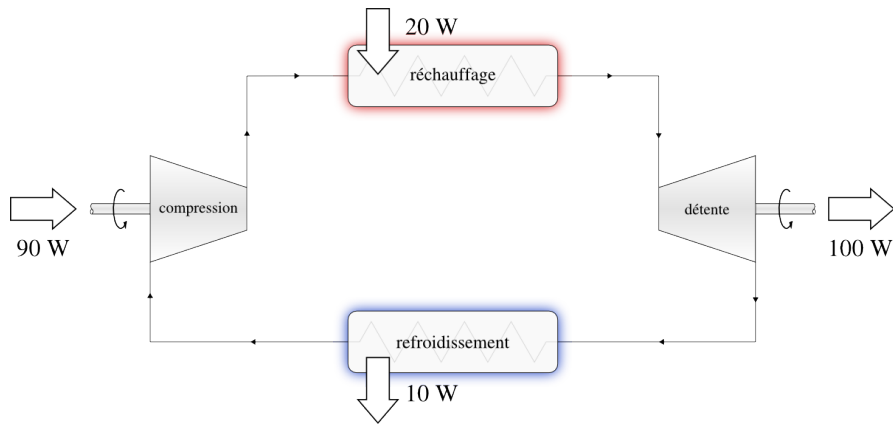 20 W
réchauffage
compression
détente
90 W
100 W
refroidissement
10 W